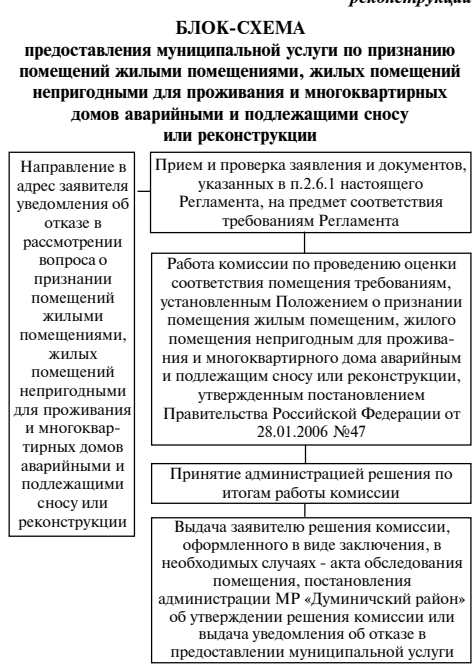 реконструкции
БЛОК-СХЕМА
предоставления муниципальной услуги по признанию
помещений жилыми помещениями, жилых помещений
непригодными для проживания и многоквартирных
домов аварийными и подлежащими сносу
или реконструкции
Направление в
адрес заявителя
уведомления об
отказе в
рассмотрении
вопроса о
признании
помещений
жилыми
помещениями,
жилых
помещений
непригодными
для проживания
и многоквар-
тирных домов
аварийными и
подлежащими
сносу или
реконструкции
Прием и проверка заявления и документов,
указанных в п.2.6.1 настоящего
Регламента, на предмет соответствия
требованиям Регламента
Работа комиссии по проведению оценки
соответствия помещения требованиям,
установленным Положением о признании
помещения жилым помещеним, жилого
помещения непригодным для прожива-
ния и многоквартирного дома аварийным
и подлежащим сносу или реконструкции,
утвержденным постановлением
Правительства Российской Федерации от
28.01.2006 №47
Принятие администрацией решения по
итогам работы комиссии
Выдача заявителю решения комиссии,
оформленного в виде заключения, в
необходимых случаях - акта обследования
помещения, постановления
администрации МР «Думиничский район»
об утверждении решения комиссии или
выдача уведомления об отказе в
предоставлении муниципальной услуги